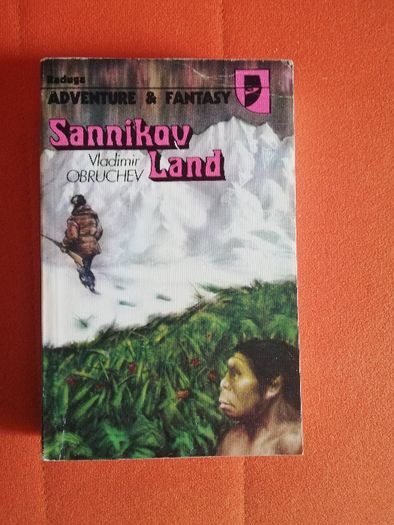 Raduga
ADVENTURE & FANTASY
Sannikov
Vladimir
OBRUCHEV
Land